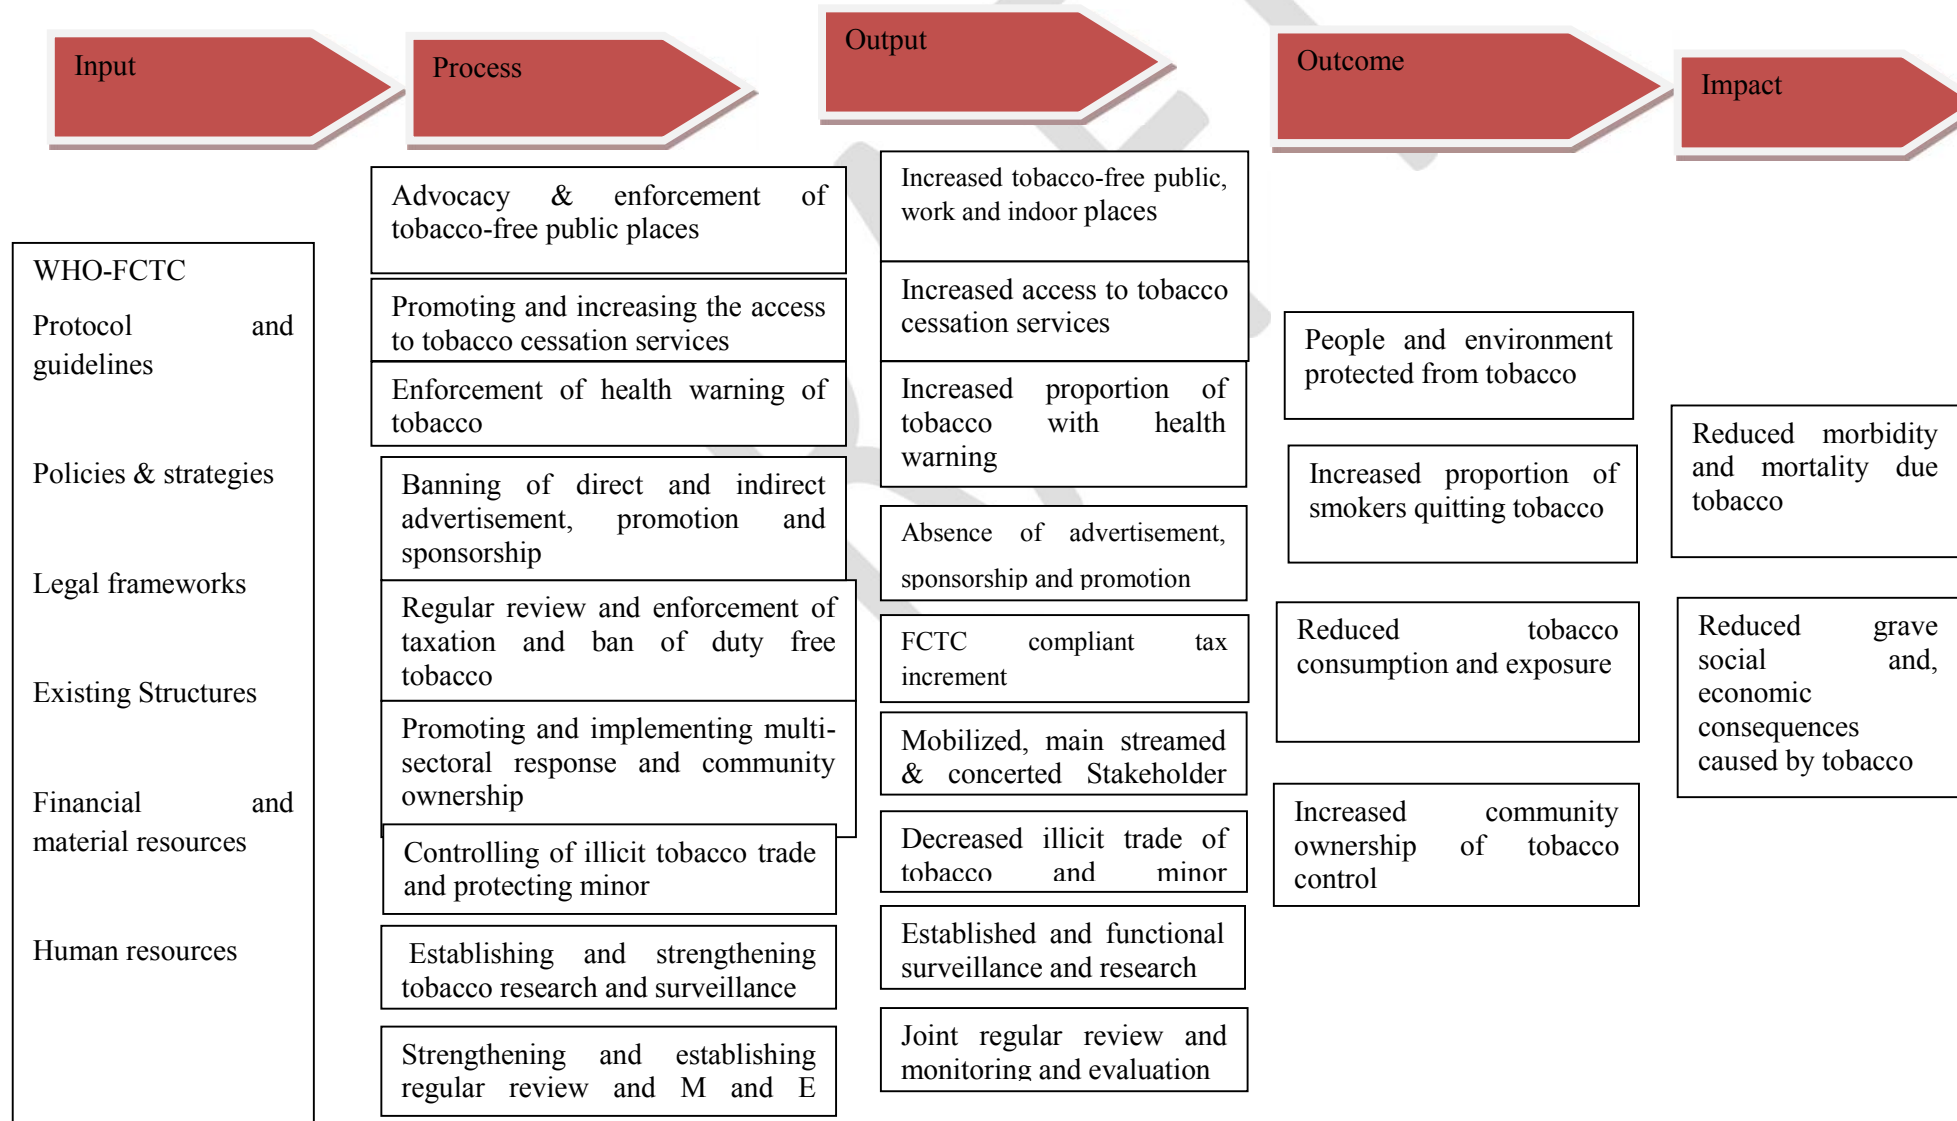 Input
Process
Output
Outcome
Impact
WHO-FCTC
Protocol and
guidelines
Policies & strategies
Legal frameworks
Existing Structures
Financial and
material resources
Human resources
Advocacy & enforcement of
tobacco-free public places
Promoting and increasing the access
to tobacco cessation services
Enforcement of health warning of
tobacco
Banning of direct and indirect
advertisement, promotion and
sponsorship
Regular review and enforcement of
taxation and ban of duty free
tobacco
Promoting and implementing multi-
sectoral response and community
ownership
Controlling of illicit tobacco trade
and protecting minor
Establishing and strengthening
tobacco research and surveillance
Strengthening and establishing
regular review and M and E
Increased tobacco-free public,
work and indoor places
Increased access to tobacco
cessation services
Increased proportion of
tobacco with health
warning
Absence of advertisement,
sponsorship and promotion
FCTC compliant tax
increment
Mobilized, main streamed
& concerted Stakeholder
Decreased illicit trade of
tobacco and minor
Established and functional
surveillance and research
Joint regular review and
monitoring and evaluation
People and environment
protected from tobacco
Increased proportion of
smokers quitting tobacco
Reduced tobacco
consumption and exposure
Increased community
ownership of tobacco
control
Reduced morbidity
and mortality due
tobacco
Reduced grave
social and,
economic
consequences
caused by tobacco